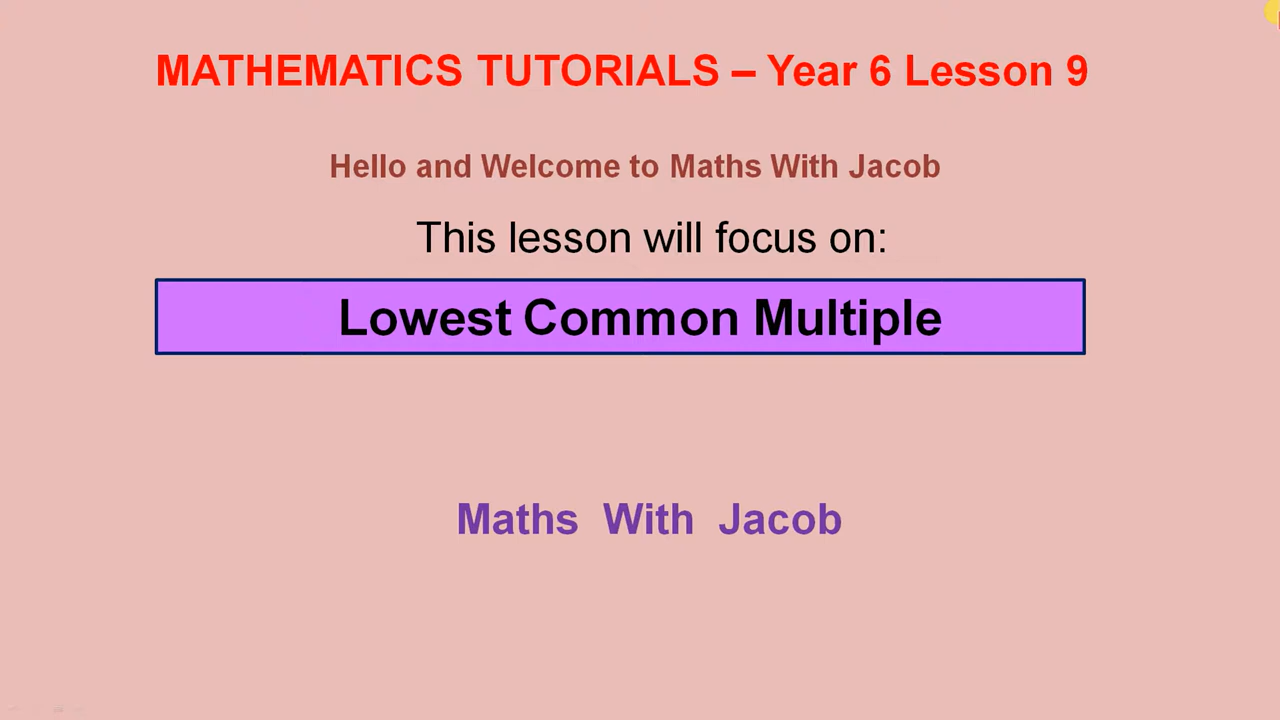 MATHEMATICS TUTORIALS – Year 6 Lesson 9
Hello and Welcome to Maths With Jacob
This lesson will focus on:
Lowest Common Multiple
Maths With Jacob